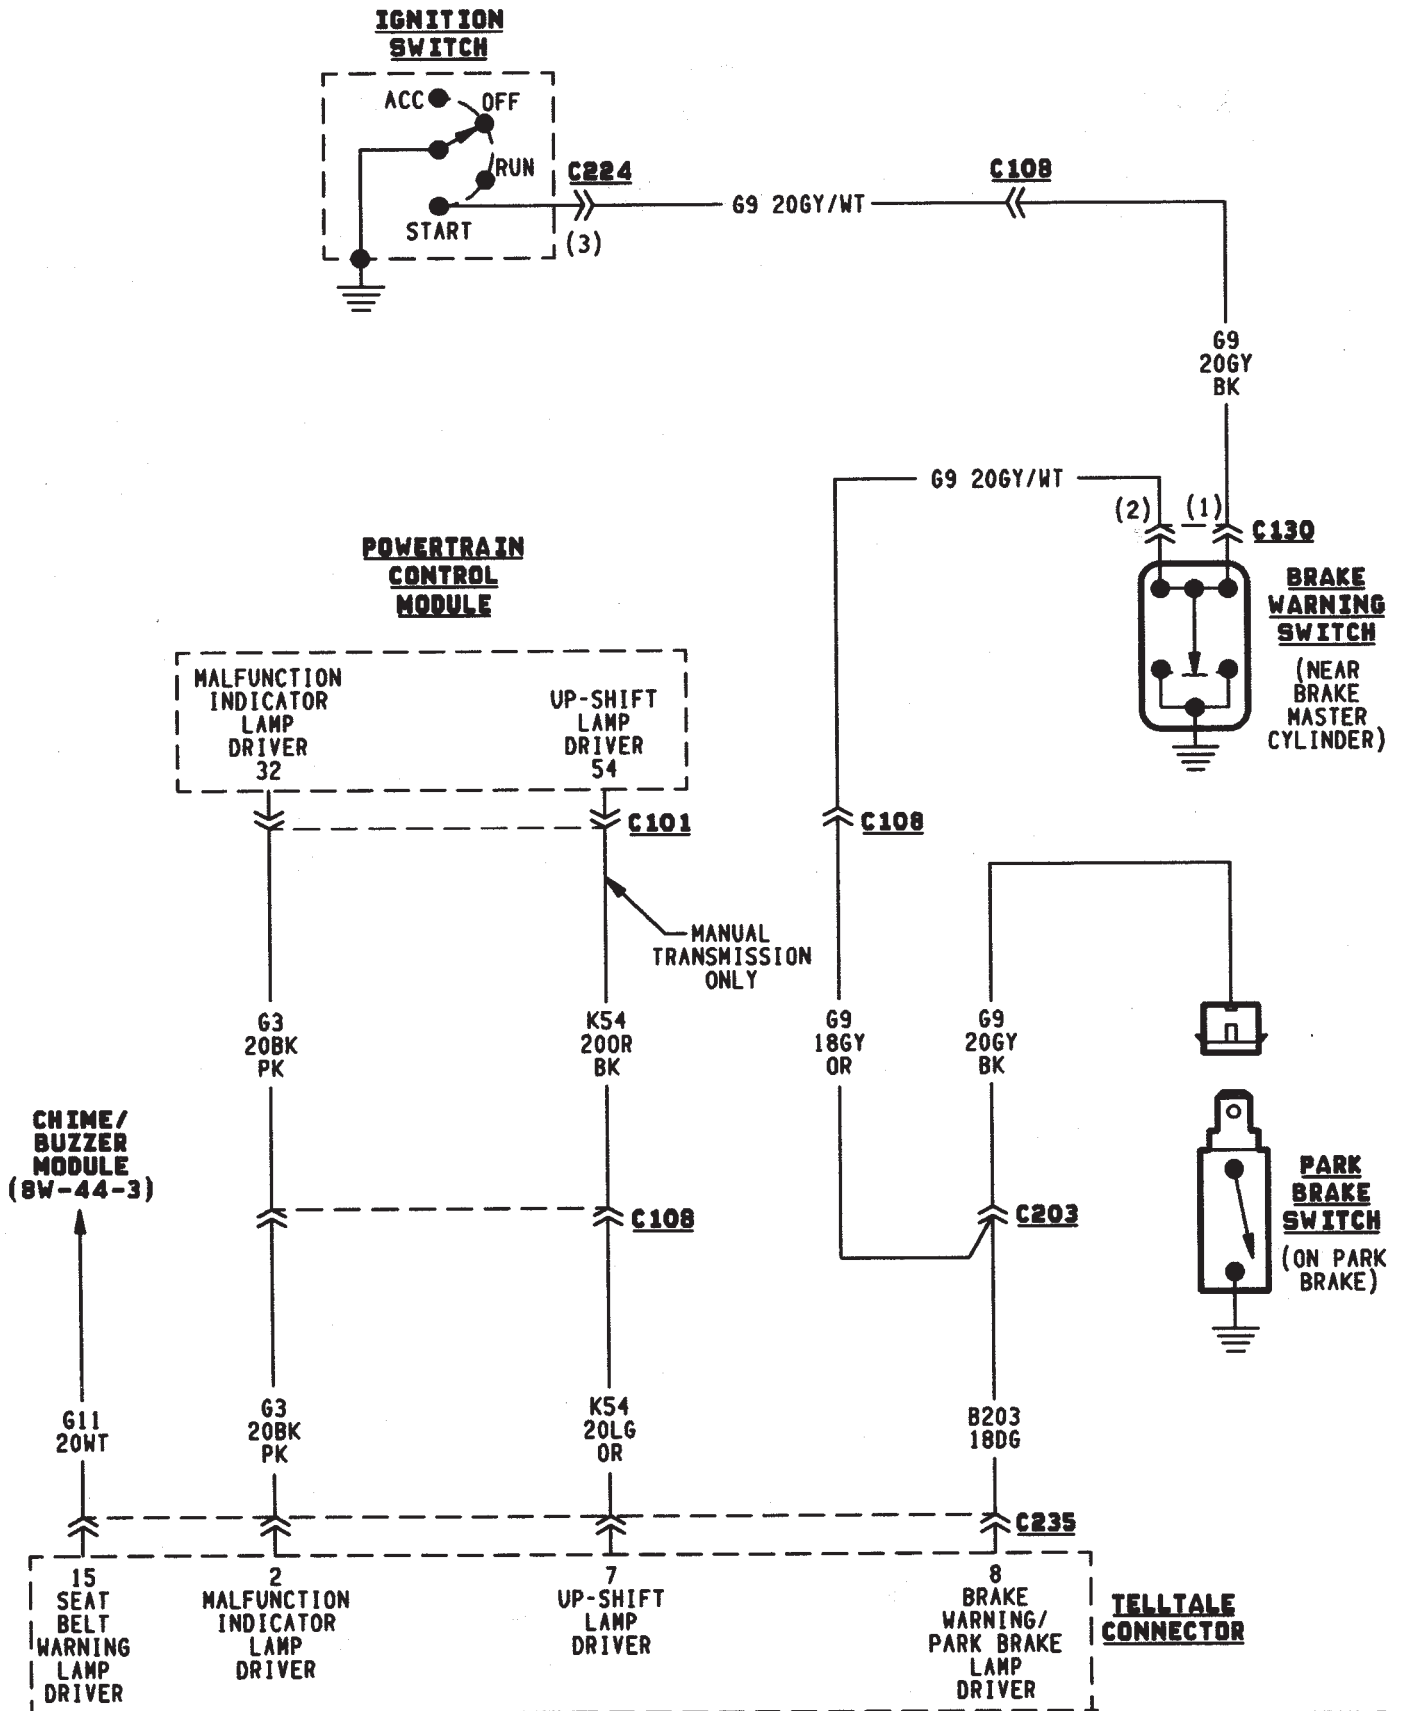 IGNITION
SWITCH
ACC
OFF
RUN
START
C224
(3)
G9 20GY/WT
C108
G9
20GY
BK
G9 20GY/WT
(2)
(1)
C130
BRAKE
WARNING
SWITCH
(NEAR
BRAKE
MASTER
CYLINDER)
POWERTRAIN
CONTROL
MODULE
MALFUNCTION
INDICATOR
LAMP
DRIVER
32
UP-SHIFT
LAMP
DRIVER
54
C101
C108
MANUAL
TRANSMISSION
ONLY
G3
20BK
PK
K54
20OR
BK
G9
18GY
OR
G9
20GY
BK
CHIME/
BUZZER
MODULE
(8W-44-3)
C108
C203
PARK
BRAKE
SWITCH
(ON PARK
BRAKE)
G11
20WT
G3
20BK
PK
K54
20LG
OR
B203
18DG
C235
15
SEAT
BELT
WARNING
LAMP
DRIVER
2
MALFUNCTION
INDICATOR
LAMP
DRIVER
7
UP-SHIFT
LAMP
DRIVER
8
BRAKE
WARNING/
PARK BRAKE
LAMP
DRIVER
TELLTALE
CONNECTOR